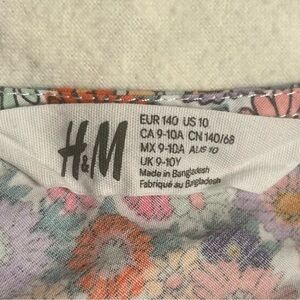 H&M
EUR 140 US 10
CA 9-10A CN 140/68
MX 9-10A AUS 10
UK 9-10Y
Made in Bangladesh
Fabriqué au Bangladesh